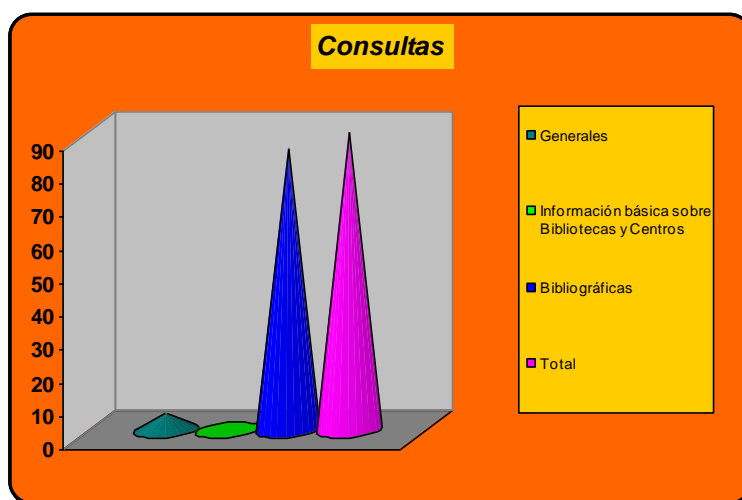 Consultas
90
80
70
60
50
40
30
20
10
0
Generales
Información básica sobre
Bibliotecas y Centros
Bibliográficas
Total